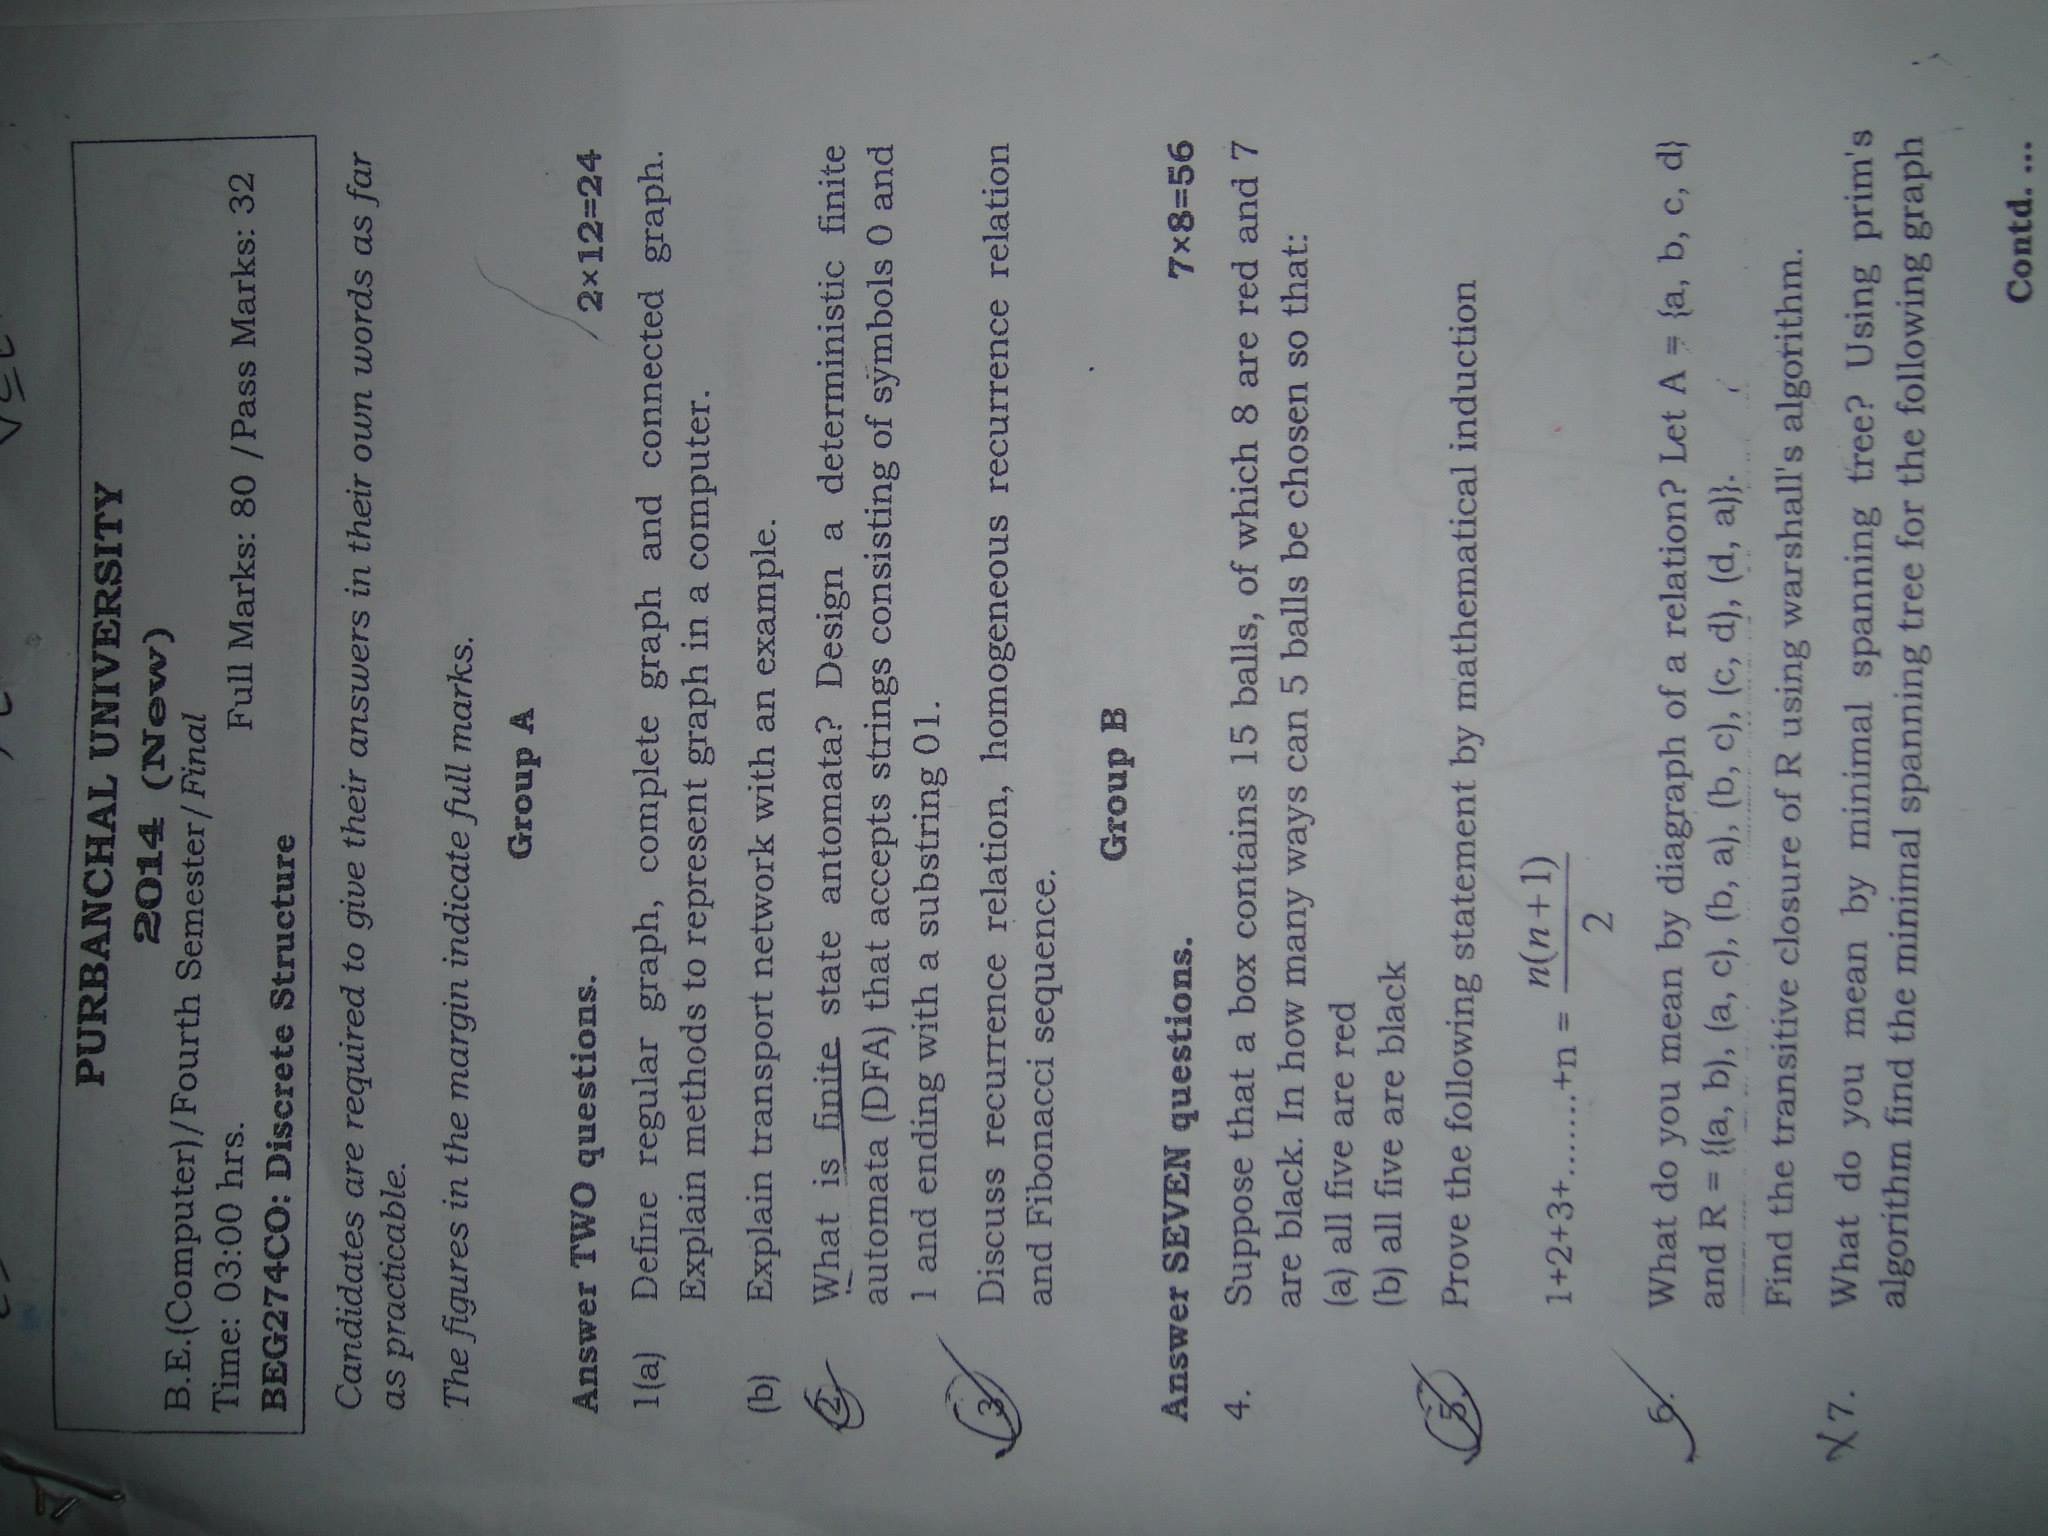 PURBANCHAL UNIVERSITY
2014 (New)
B.E.(Computer)/Fourth Semester/Final
Time: 03:00 hrs. Full Marks: 80 /Pass Marks: 32
BEG274CO: Discrete Structure
Candidates are required to give their answers in their own words as far
as practicable.
The figures in the margin indicate full marks.
Group A
Answer TWO questions. 2×12=24
1(a) Define regular graph, complete graph and connected graph.
Explain methods to represent graph in a computer.
(b) Explain transport network with an example.
2. What is finite state antomata? Design a deterministic finite
automata (DFA) that accepts strings consisting of symbols 0 and
1 and ending with a substring 01.
3. Discuss recurrence relation, homogeneous recurrence relation
and Fibonacci sequence.
Group B
Answer SEVEN questions. 7×8=56
4. Suppose that a box contains 15 balls, of which 8 are red and 7
are black. In how many ways can 5 balls be chosen so that:
(a) all five are red
(b) all five are black
5. Prove the following statement by mathematical induction
1+2+3+.......+n = n(n+1)/2
6. What do you mean by diagraph of a relation? Let A = {a, b, c, d}
and R = {(a, b), (a, c), (b, a), (b, c), (c, d), (d, a)}.
Find the transitive closure of R using warshall's algorithm.
7. What do you mean by minimal spanning tree? Using prim's
algorithm find the minimal spanning tree for the following graph
Contd. ...